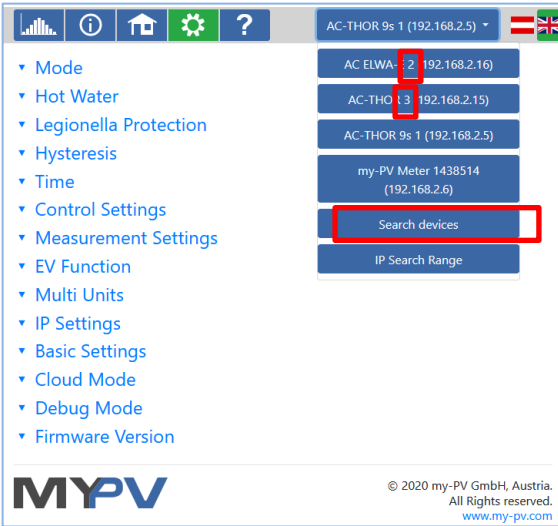 ?
AC-THOR 9s 1 (192.168.2.5)
Mode
Hot Water
Legionella Protection
Hysteresis
Time
Control Settings
Measurement Settings
EV Function
Multi Units
IP Settings
Basic Settings
Cloud Mode
Debug Mode
Firmware Version
AC ELWA-E 2 (192.168.2.16)
AC-THOR 3 (192.168.2.15)
AC-THOR 9s 1 (192.168.2.5)
my-PV Meter 1438514
(192.168.2.6)
Search devices
IP Search Range
MYPV
© 2020 my-PV GmbH, Austria.
All Rights reserved.
www.my-pv.com